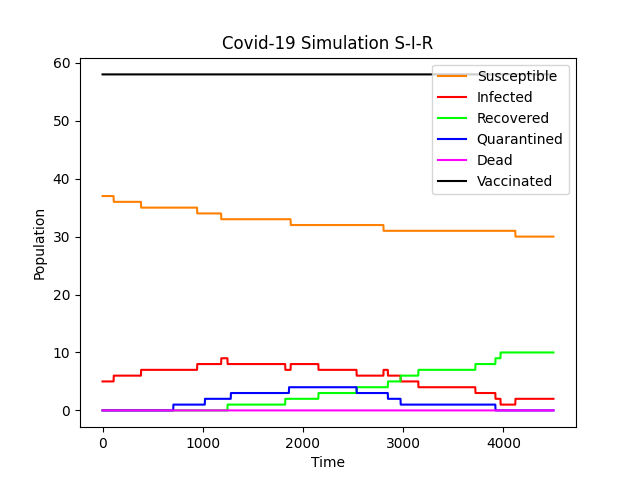 Covid-19 Simulation S-I-R
60
50
40
30
20
10
0
Population
0 1000 2000 3000 4000
Time
Susceptible
Infected
Recovered
Quarantined
Dead
Vaccinated